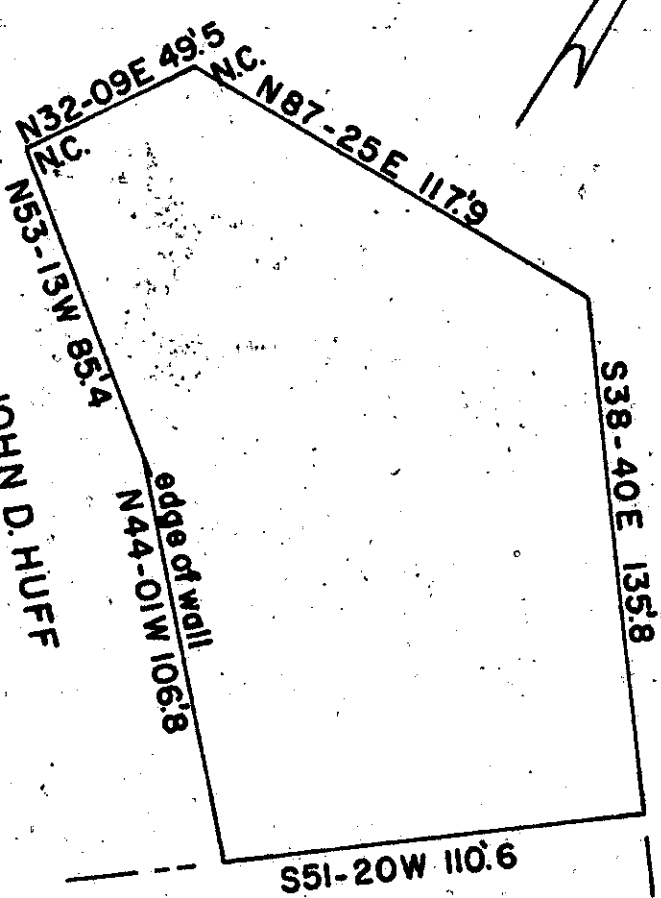 N32-09E 49.'5
N.C.
N87-25E 117.'9
N.C.
N53-13W 85.'4
S38-40E 135.'8
edge of wall
N44-01W 106.'8
JOHN D. HUFF
S51-20W 110.'6